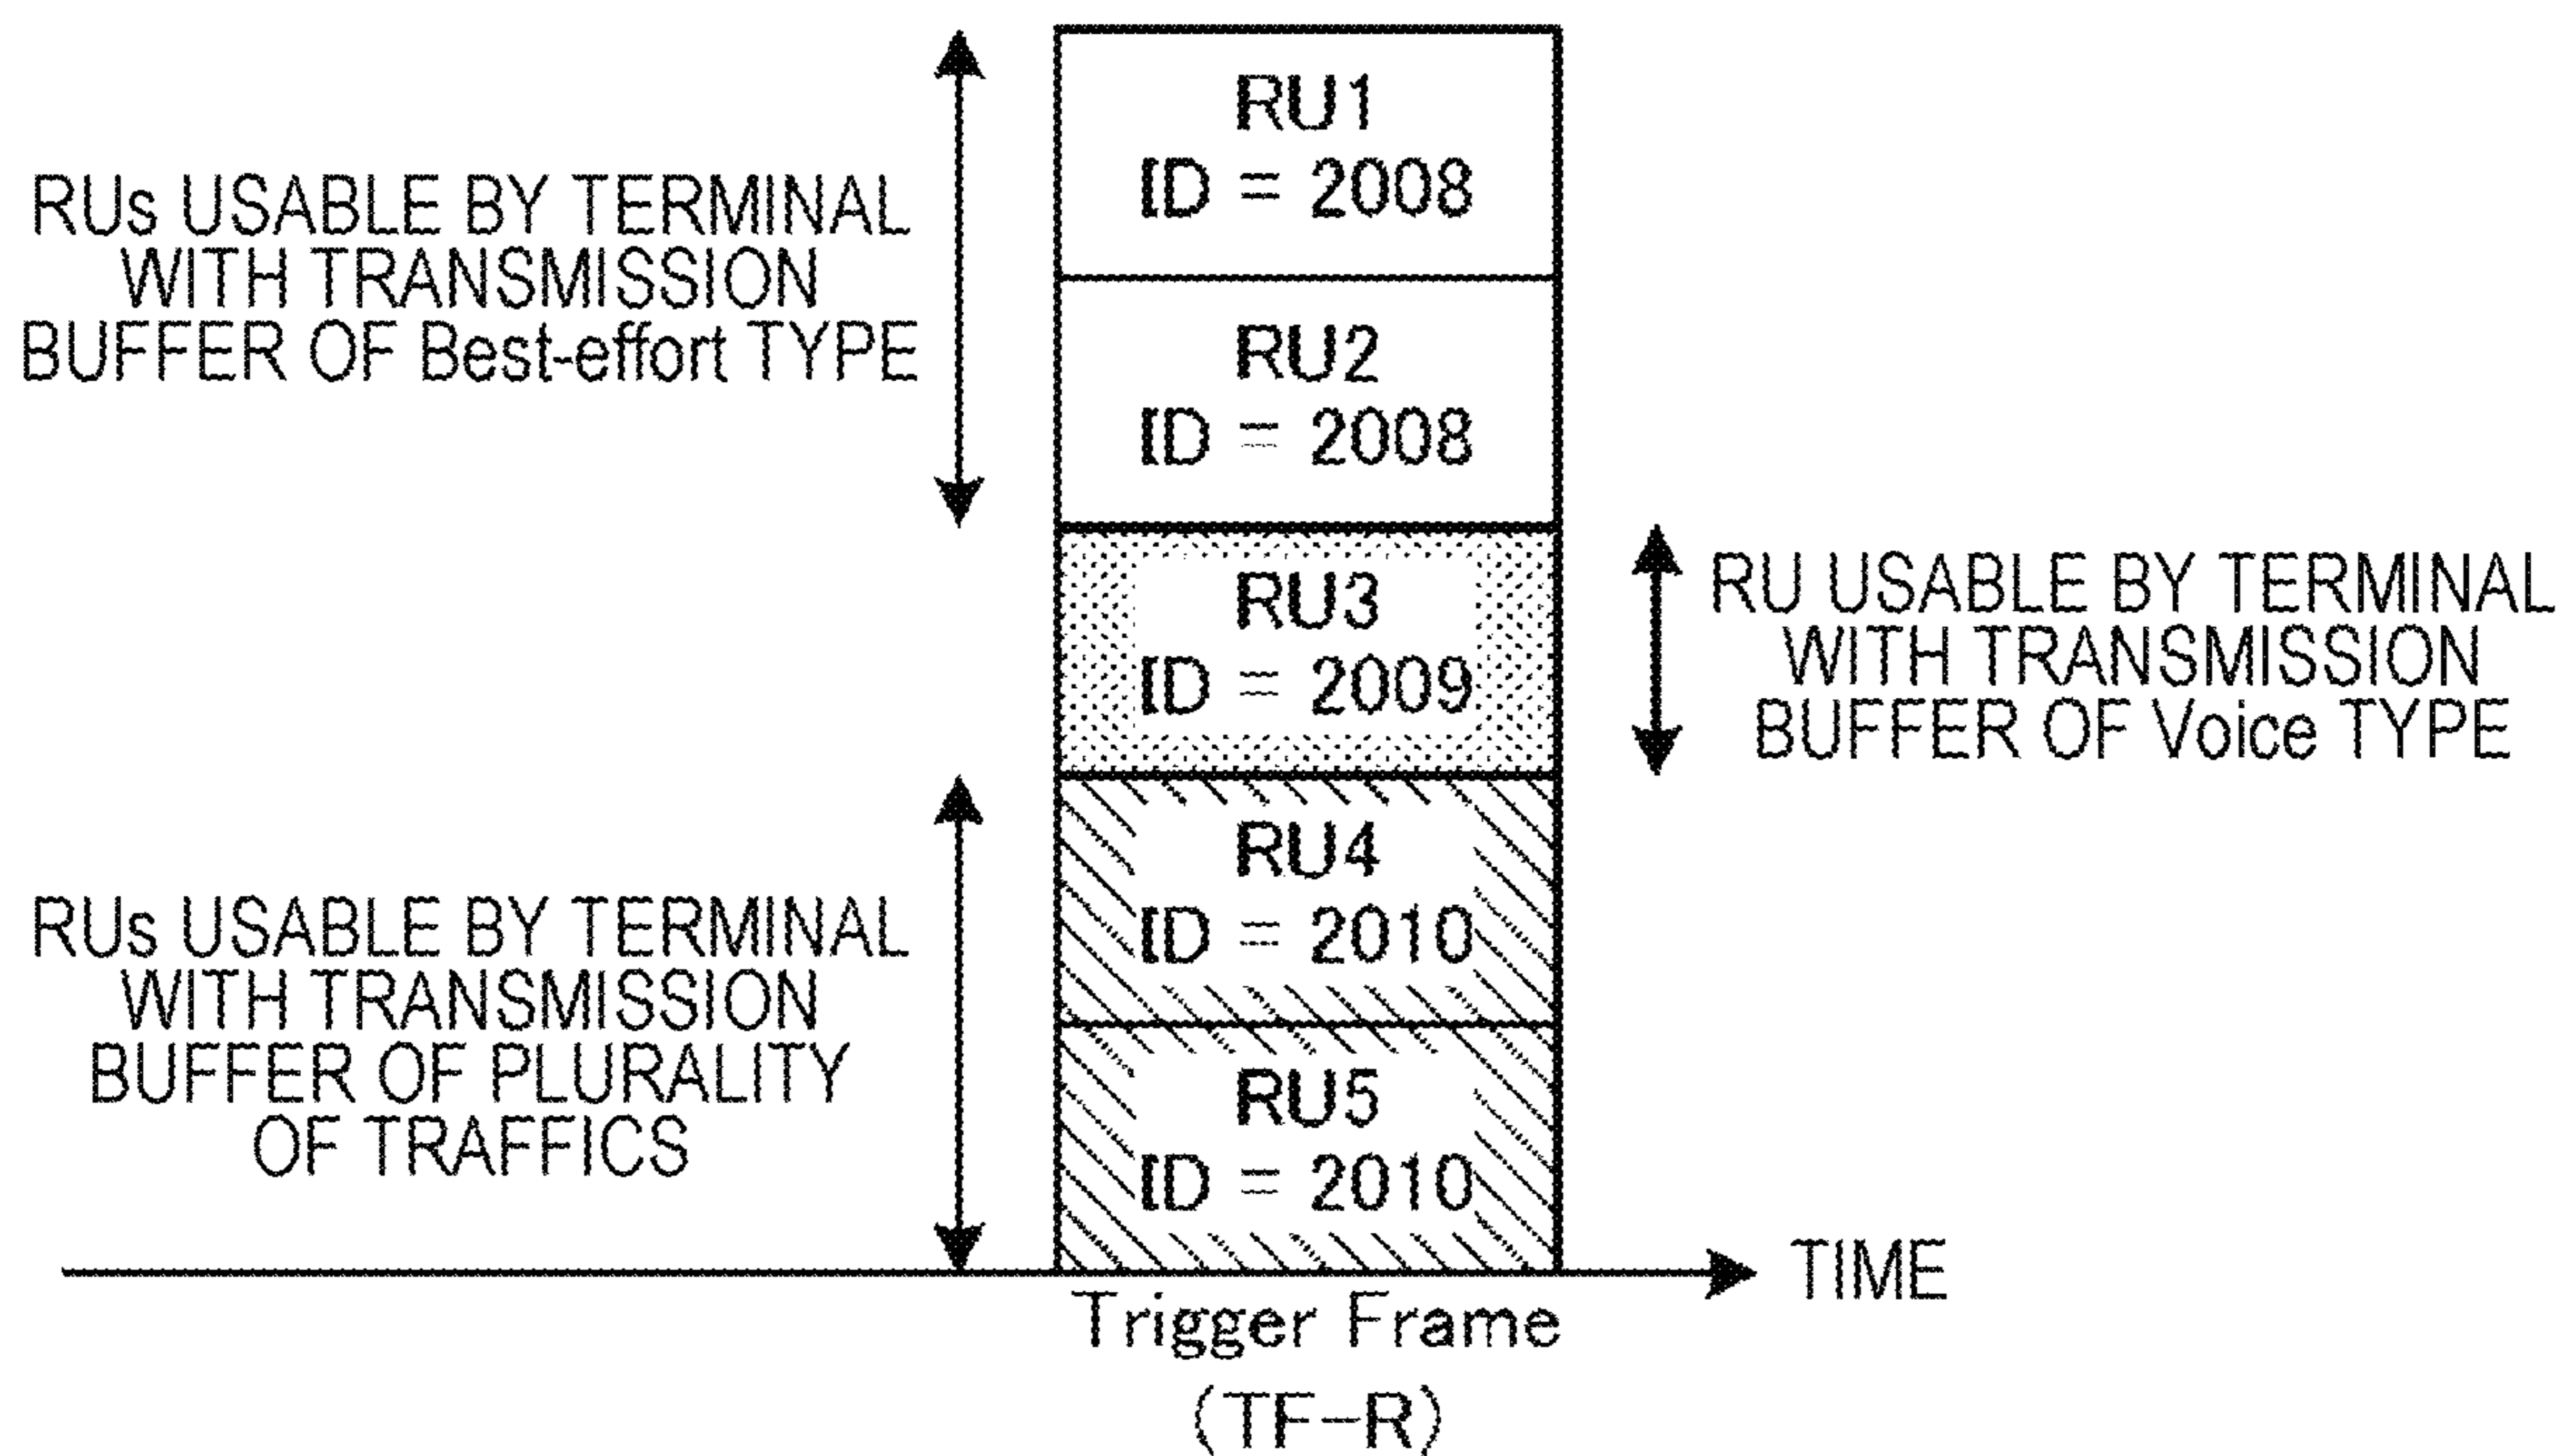 RU1
ID = 2008
RUs USABLE BY TERMINAL
WITH TRANSMISSION
BUFFER OF Best-effort TYPE
RU2
ID = 2008
RU3
ID = 2009
RU USABLE BY TERMINAL
WITH TRANSMISSION
BUFFER OF Voice TYPE
RU4
ID = 2010
RUs USABLE BY TERMINAL
WITH TRANSMISSION
BUFFER OF PLURALITY
OF TRAFFICS
RU5
ID = 2010
TIME
Trigger Frame
(TF-R)